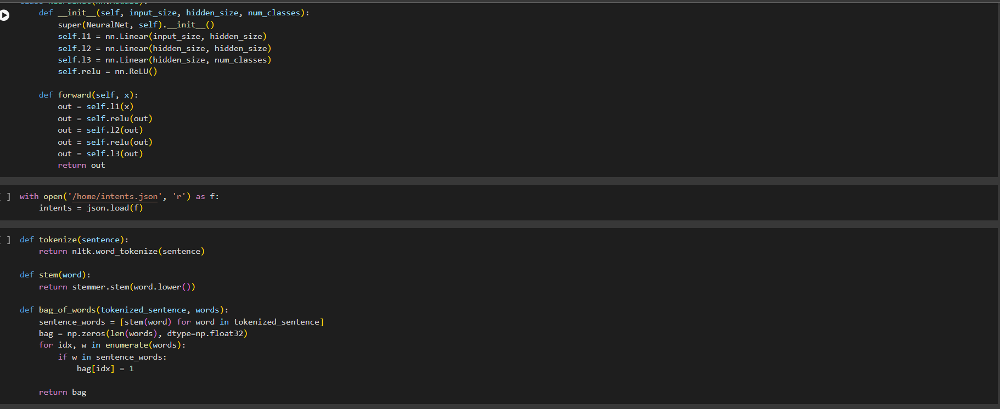 class NeuralNet(nn.Module):
    def __init__(self, input_size, hidden_size, num_classes):
        super(NeuralNet, self).__init__()
        self.l1 = nn.Linear(input_size, hidden_size)
        self.l2 = nn.Linear(hidden_size, hidden_size)
        self.l3 = nn.Linear(hidden_size, num_classes)
        self.relu = nn.ReLU()
    def forward(self, x):
        out = self.l1(x)
        out = self.relu(out)
        out = self.l2(out)
        out = self.relu(out)
        out = self.l3(out)
        return out
[ ] with open('/home/intents.json', 'r') as f:
    intents = json.load(f)
[ ] def tokenize(sentence):
    return nltk.word_tokenize(sentence)
def stem(word):
    return stemmer.stem(word.lower())
def bag_of_words(tokenized_sentence, words):
    sentence_words = [stem(word) for word in tokenized_sentence]
    bag = np.zeros(len(words), dtype=np.float32)
    for idx, w in enumerate(words):
        if w in sentence_words:
            bag[idx] = 1
    return bag